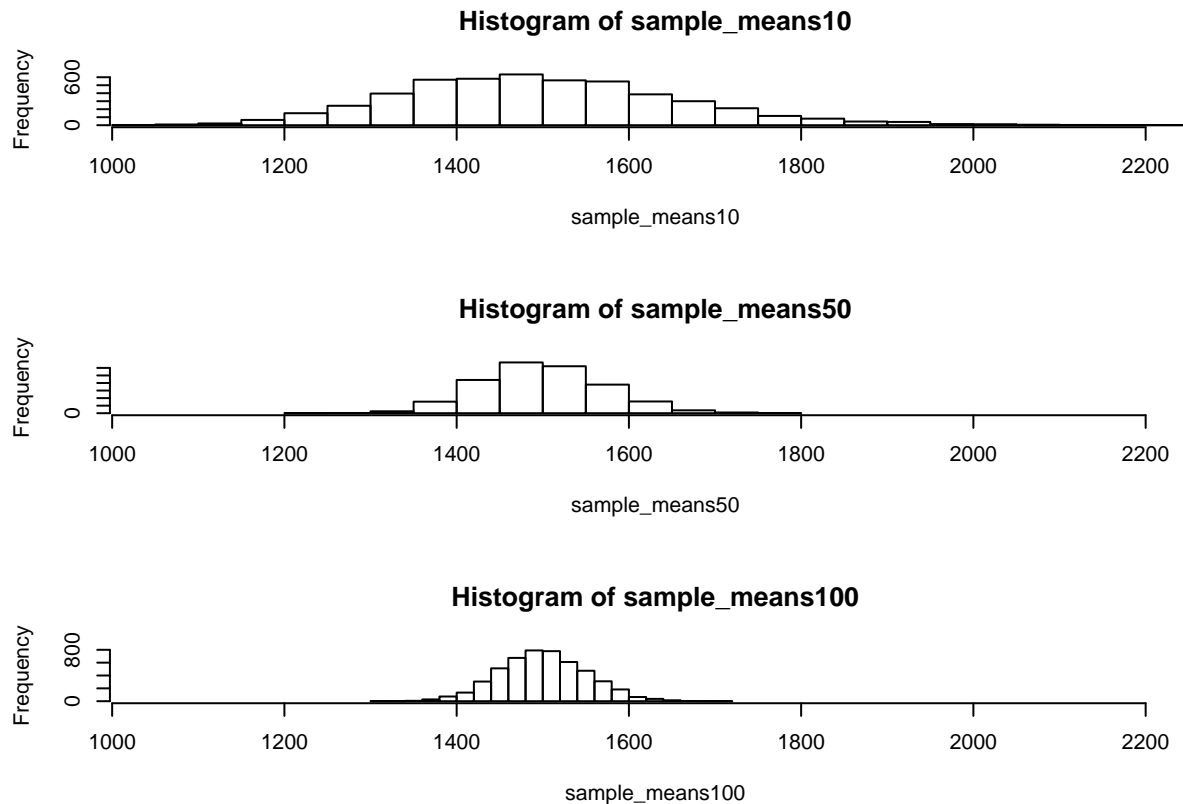 Histogram of sample_means10
Frequency
600
0
1000 1200 1400 1600 1800 2000 2200
sample_means10
Histogram of sample_means50
Frequency
0
1000 1200 1400 1600 1800 2000 2200
sample_means50
Histogram of sample_means100
Frequency
800
0
1000 1200 1400 1600 1800 2000 2200
sample_means100